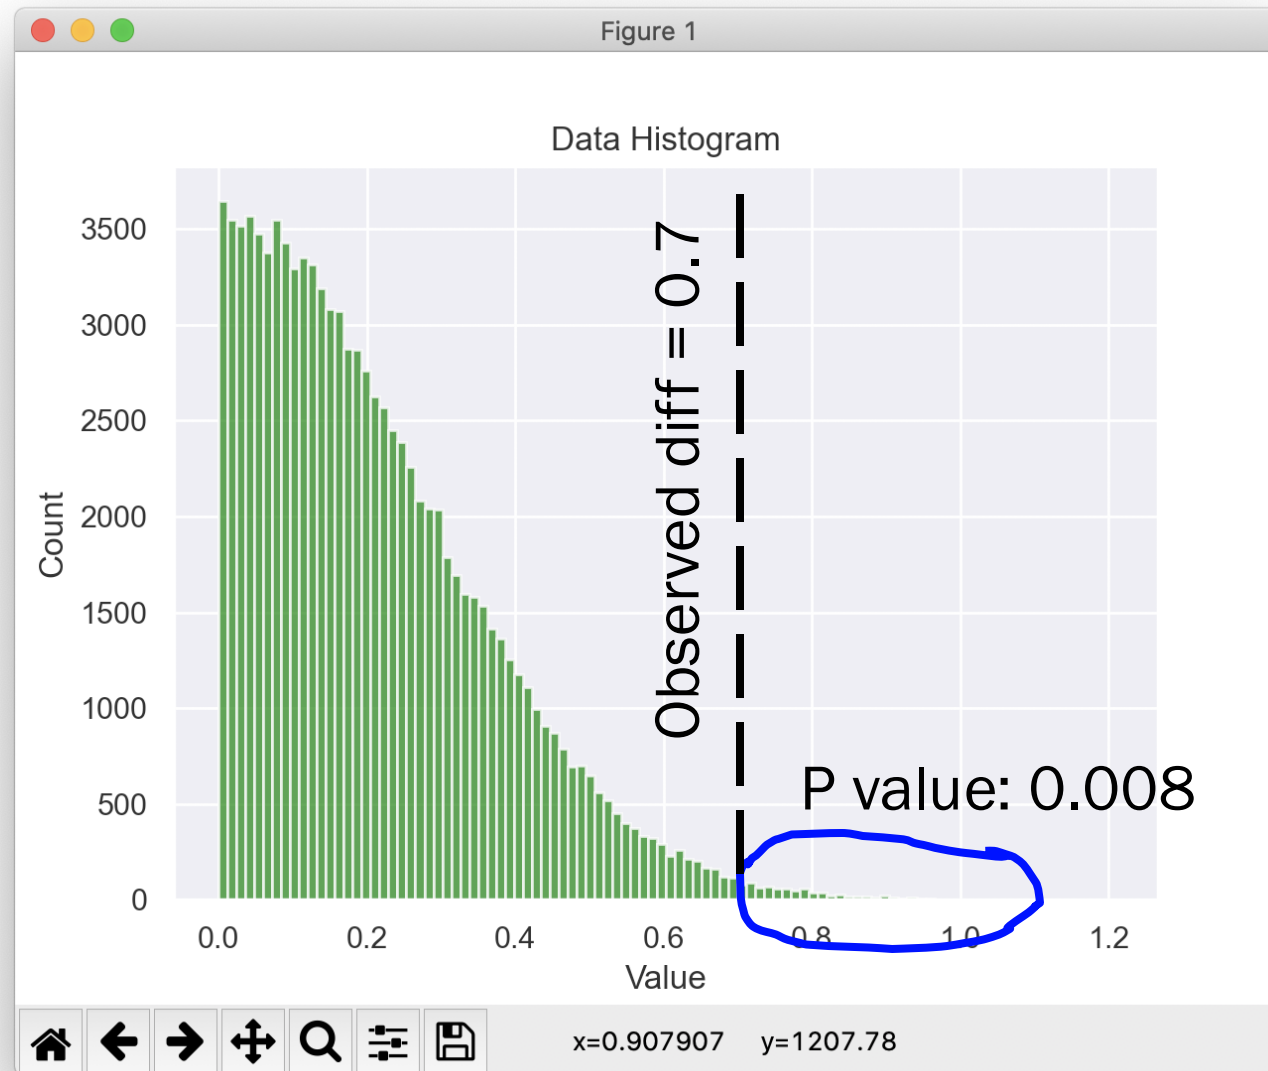 Figure 1
Data Histogram
3500
3000
2500
2000
1500
1000
500
0
Count
Observed diff = 0.7
P value: 0.008
0.0 0.2 0.4 0.6 0.8 1.0 1.2
Value
x=0.907907 y=1207.78